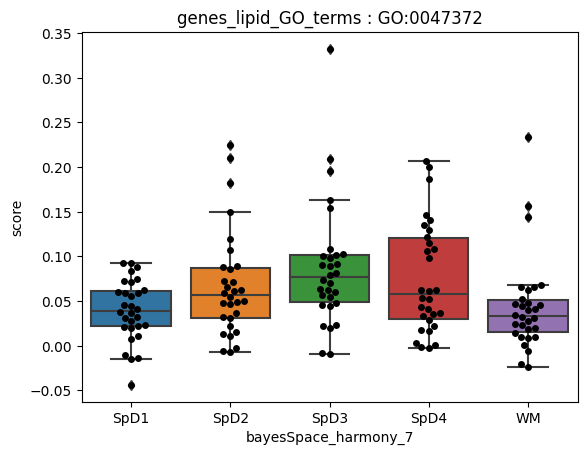 genes_lipid_GO_terms : GO:0047372
0.35
0.30
0.25
0.20
0.15
0.10
0.05
0.00
−0.05
score
SpD1 SpD2 SpD3 SpD4 WM
bayesSpace_harmony_7